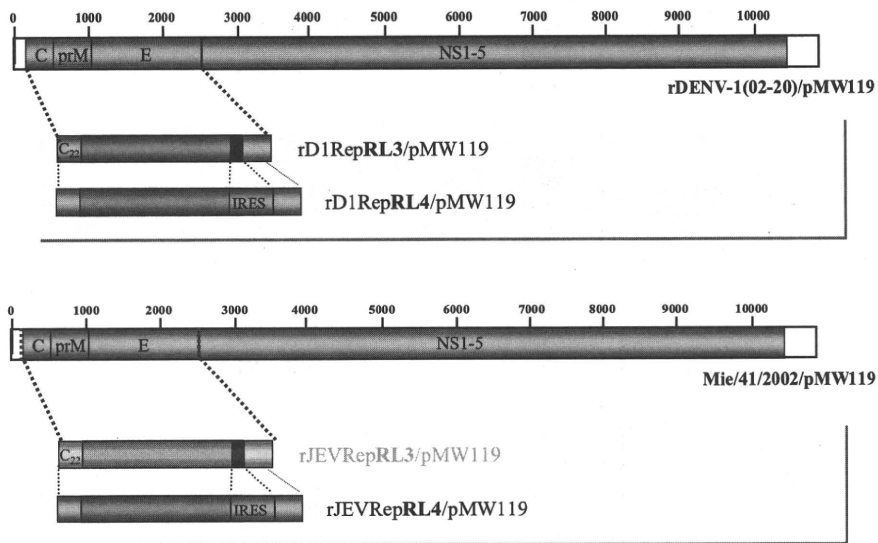 0 1000 2000 3000 4000 5000 6000 7000 8000 9000 10000
C prM E NS1-5
rDENV-1(02-20)/pMW119
C22 rD1RepRL3/pMW119
IRES rD1RepRL4/pMW119
0 1000 2000 3000 4000 5000 6000 7000 8000 9000 10000
C prM E NS1-5
Mie/41/2002/pMW119
C22 rJEVRepRL3/pMW119
IRES rJEVRepRL4/pMW119